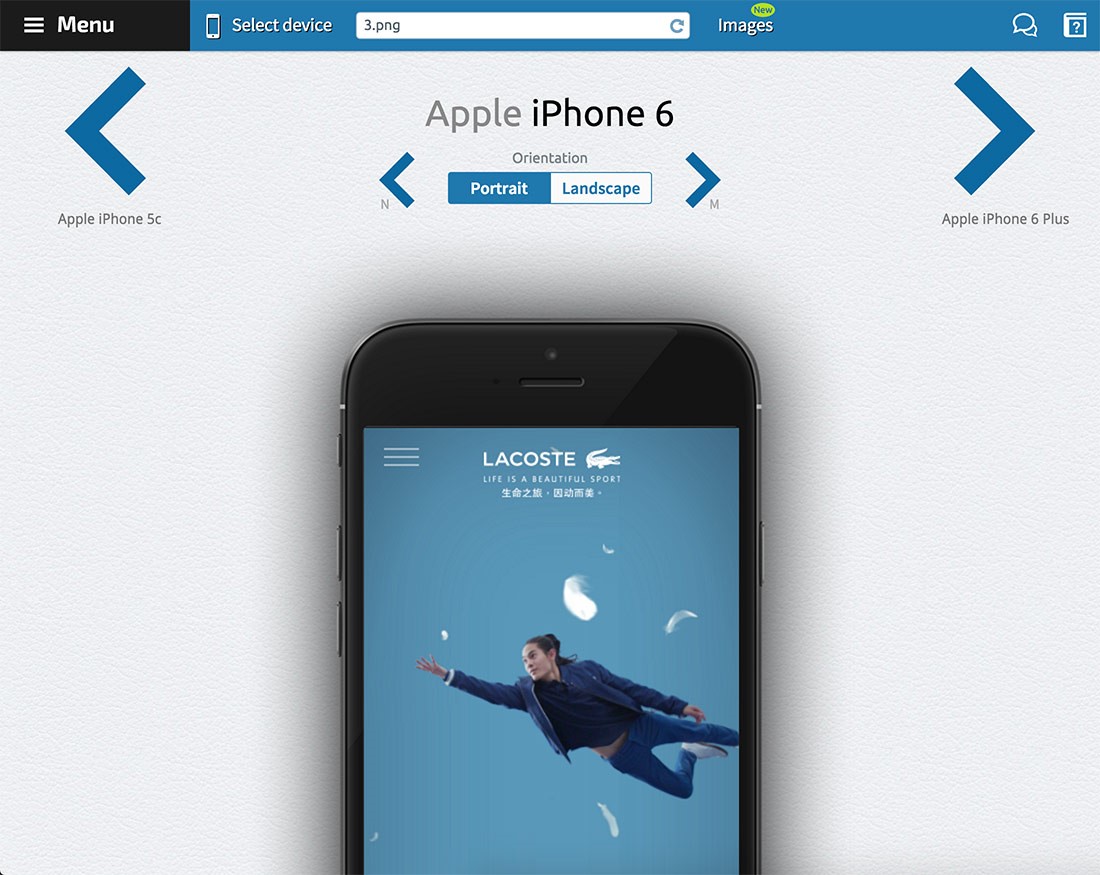 Menu
Select device
3.png
New
Images
?
Apple iPhone 6
Orientation
Portrait
Landscape
N
M
Apple iPhone 5c
Apple iPhone 6 Plus
LACOSTE
LIFE IS A BEAUTIFUL SPORT
生命之旅，因动而美。